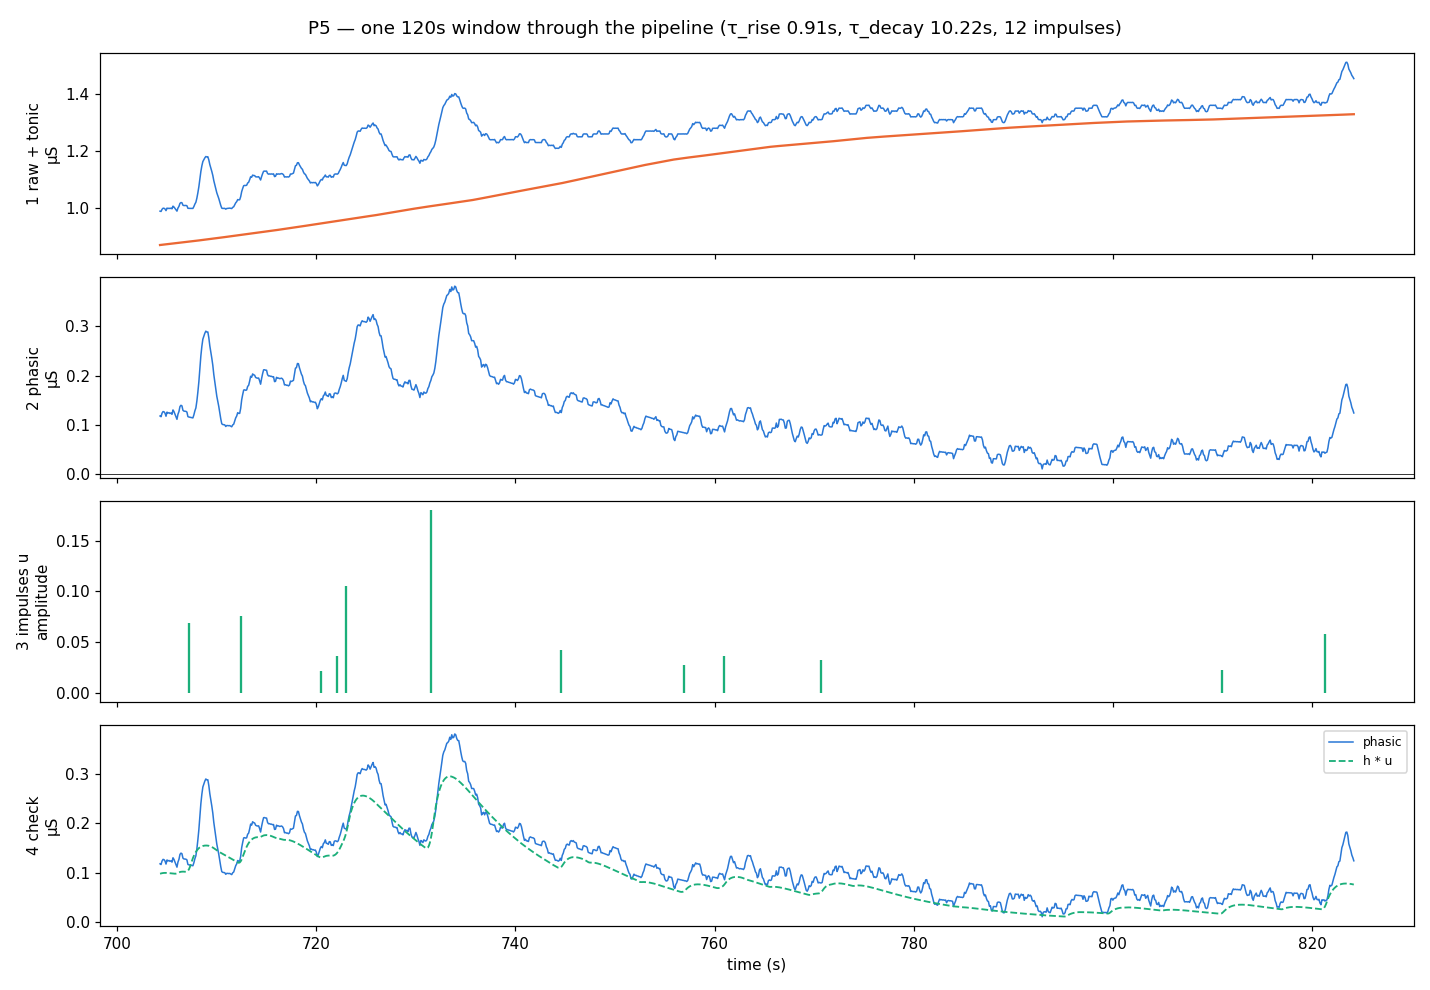 P5 — one 120s window through the pipeline (τ_rise 0.91s, τ_decay 10.22s, 12 impulses)
1 raw + tonic
µS
1.4
1.2
1.0
2 phasic
µS
0.3
0.2
0.1
0.0
3 impulses u
amplitude
0.15
0.10
0.05
0.00
4 check
µS
0.3
0.2
0.1
0.0
phasic
h * u
700
720
740
760
780
800
820
time (s)